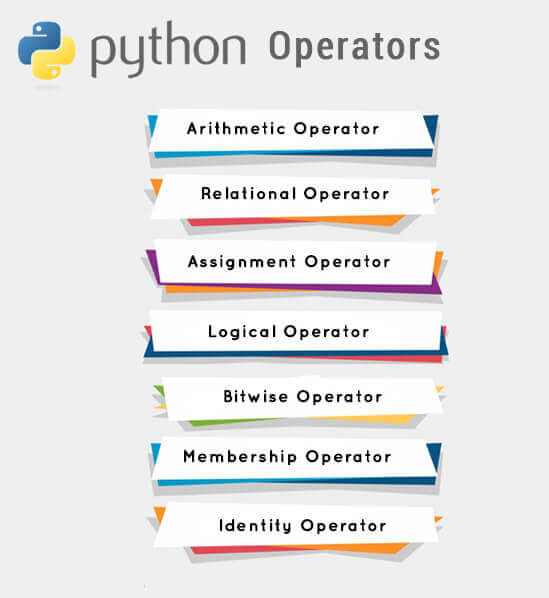 python Operators
Arithmetic Operator
Relational Operator
Assignment Operator
Logical Operator
Bitwise Operator
Membership Operator
Identity Operator